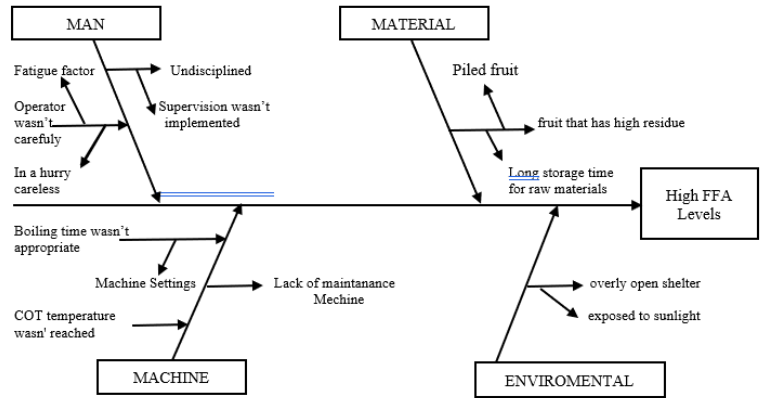 MAN
MATERIAL
Fatigue factor
Undisciplined
Piled fruit
Operator
wasn't
carefuly
Supervision wasn't
implemented
fruit that has high residue
In a hurry
careless
Long storage time
for raw materials
High FFA
Levels
Boiling time wasn't
appropriate
Machine Settings
Lack of maintanance
Mechine
overly open shelter
COT temperature
wasn' reached
exposed to sunlight
MACHINE
ENVIROMENTAL